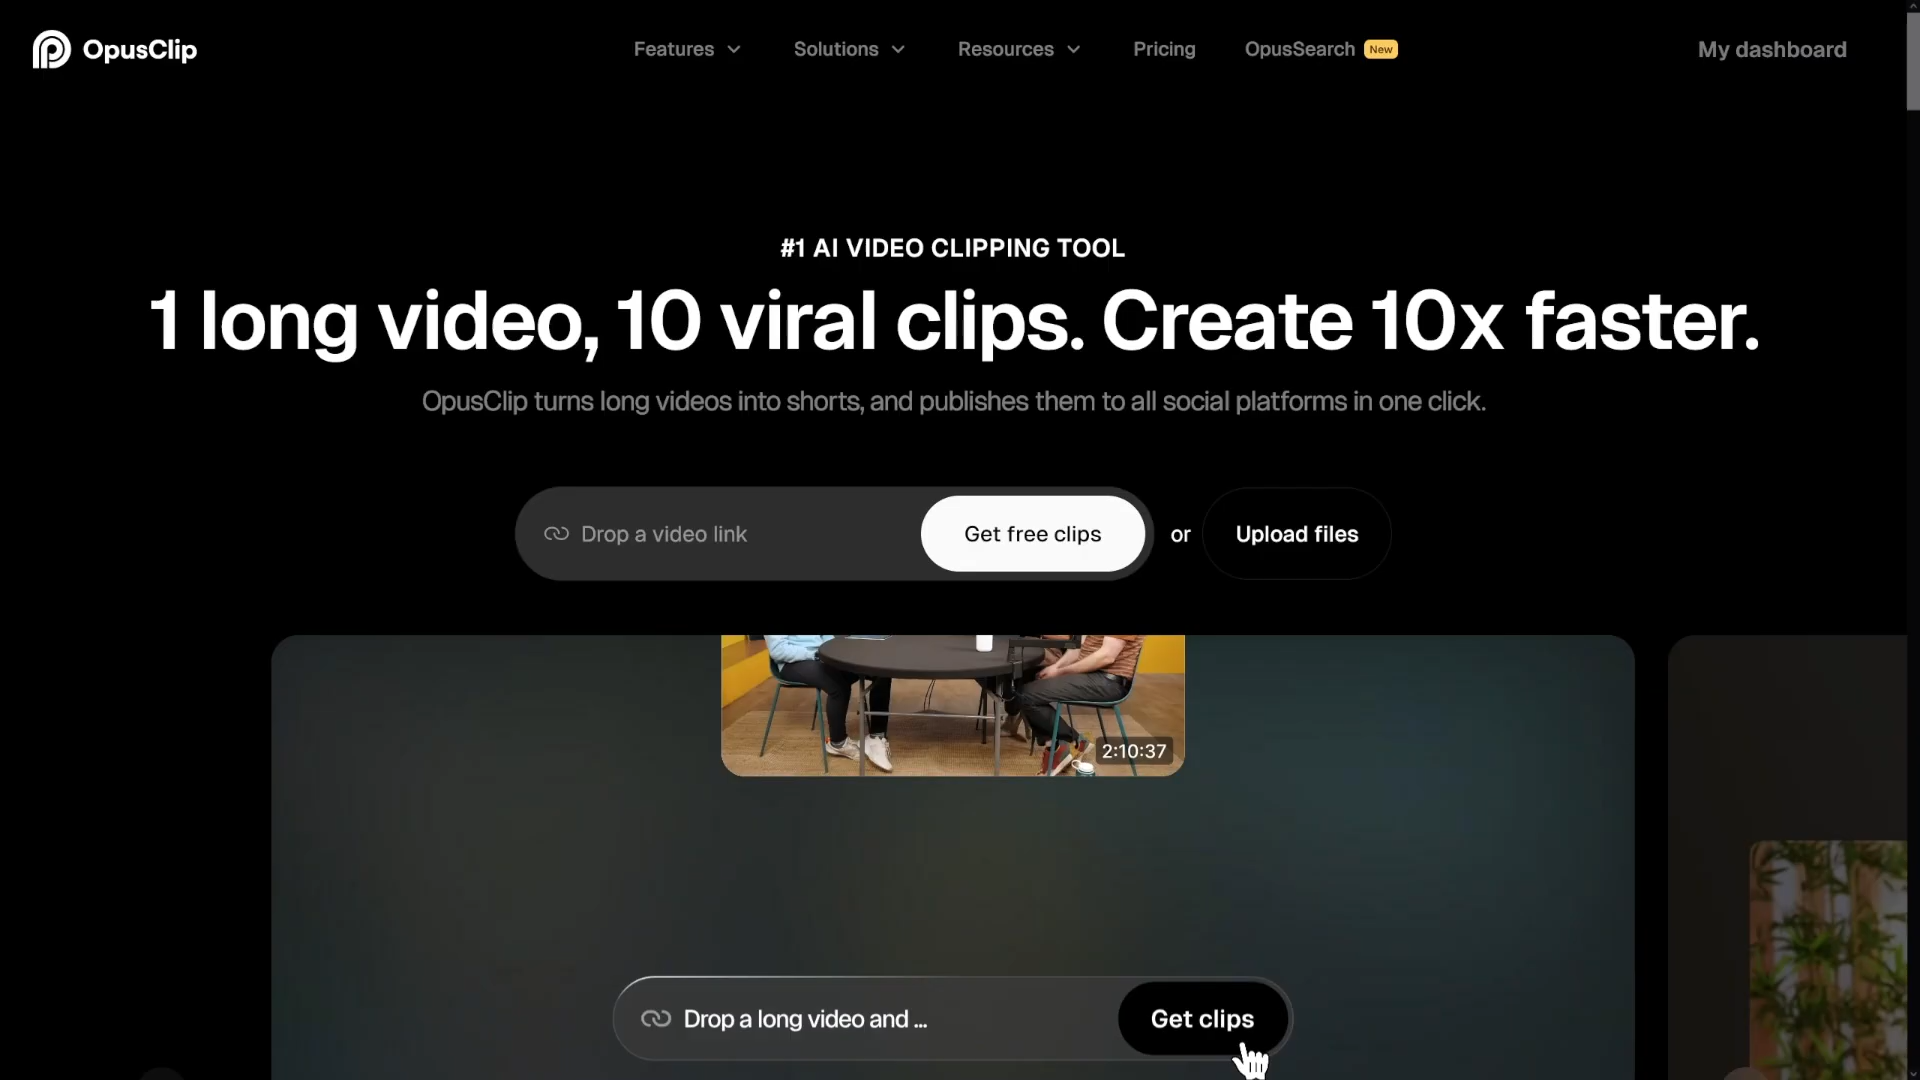 OpusClip
Features
Solutions
Resources
Pricing
OpusSearch New
My dashboard
#1 AI VIDEO CLIPPING TOOL
1 long video, 10 viral clips. Create 10x faster.
OpusClip turns long videos into shorts, and publishes them to all social platforms in one click.
Drop a video link
Get free clips
or
Upload files
2:10:37
Drop a long video and ...
Get clips